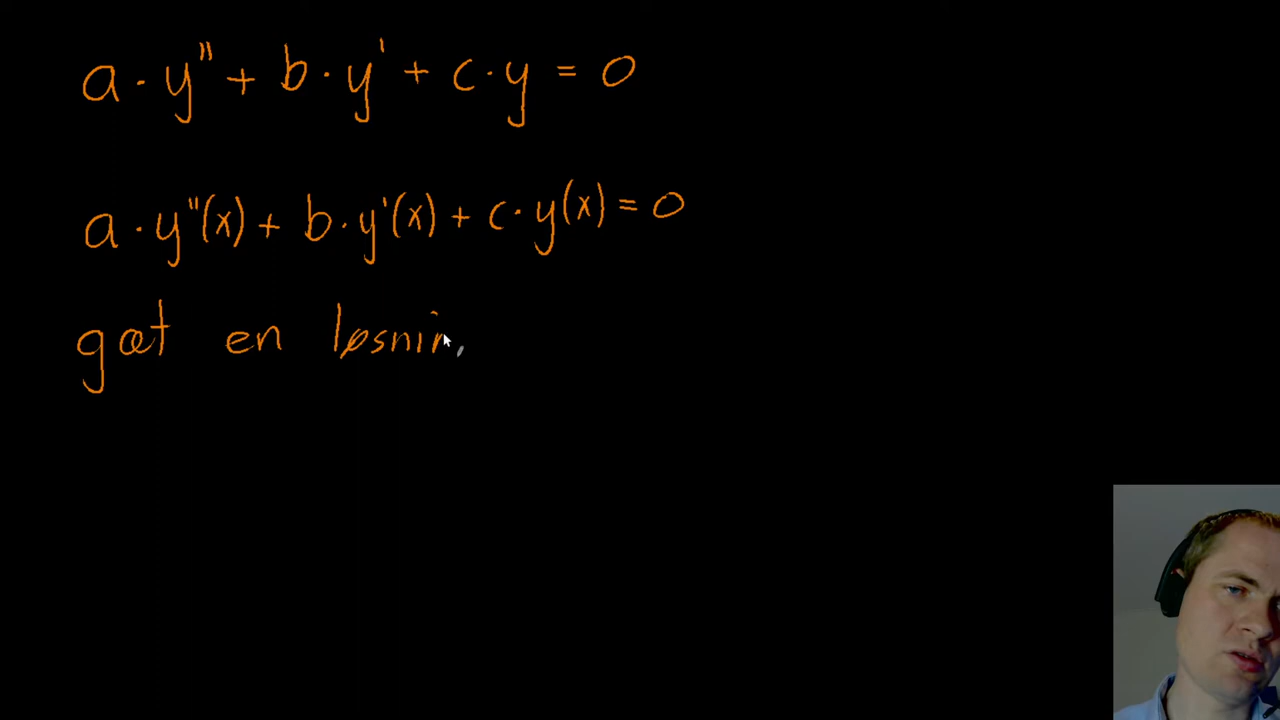 a · y'' + b · y' + c · y = 0
a · y''(x) + b · y'(x) + c · y(x) = 0
gæt en løsnin